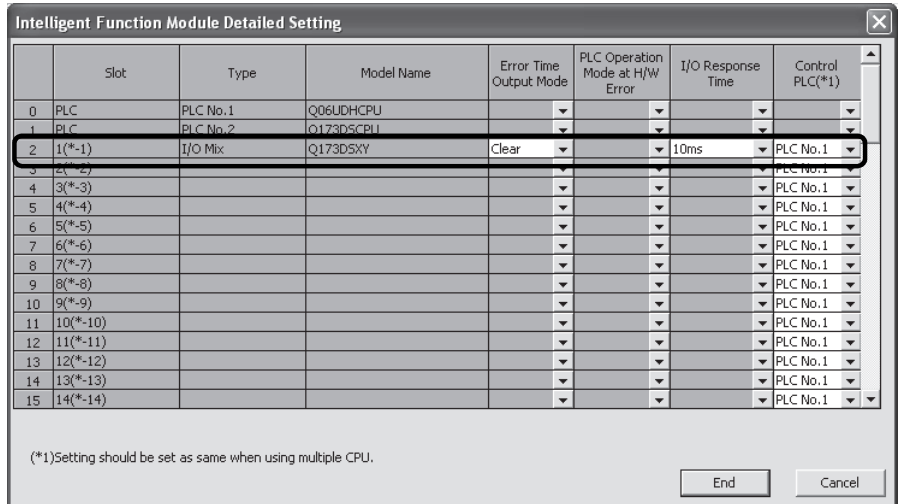 Intelligent Function Module Detailed Setting
Slot Type Model Name Error Time Output Mode PLC Operation Mode at H/W Error I/O Response Time Control PLC(*1)
0 PLC PLC No.1 Q06UDHCPU
1 PLC PLC No.2 Q173DSCPU
2 1(*-1) I/O Mix Q173DSXY Clear 10ms PLC No.1
3 2(*-2) PLC No.1
4 3(*-3) PLC No.1
5 4(*-4) PLC No.1
6 5(*-5) PLC No.1
7 6(*-6) PLC No.1
8 7(*-7) PLC No.1
9 8(*-8) PLC No.1
10 9(*-9) PLC No.1
11 10(*-10) PLC No.1
12 11(*-11) PLC No.1
13 12(*-12) PLC No.1
14 13(*-13) PLC No.1
15 14(*-14) PLC No.1
(*1)Setting should be set as same when using multiple CPU.
End Cancel